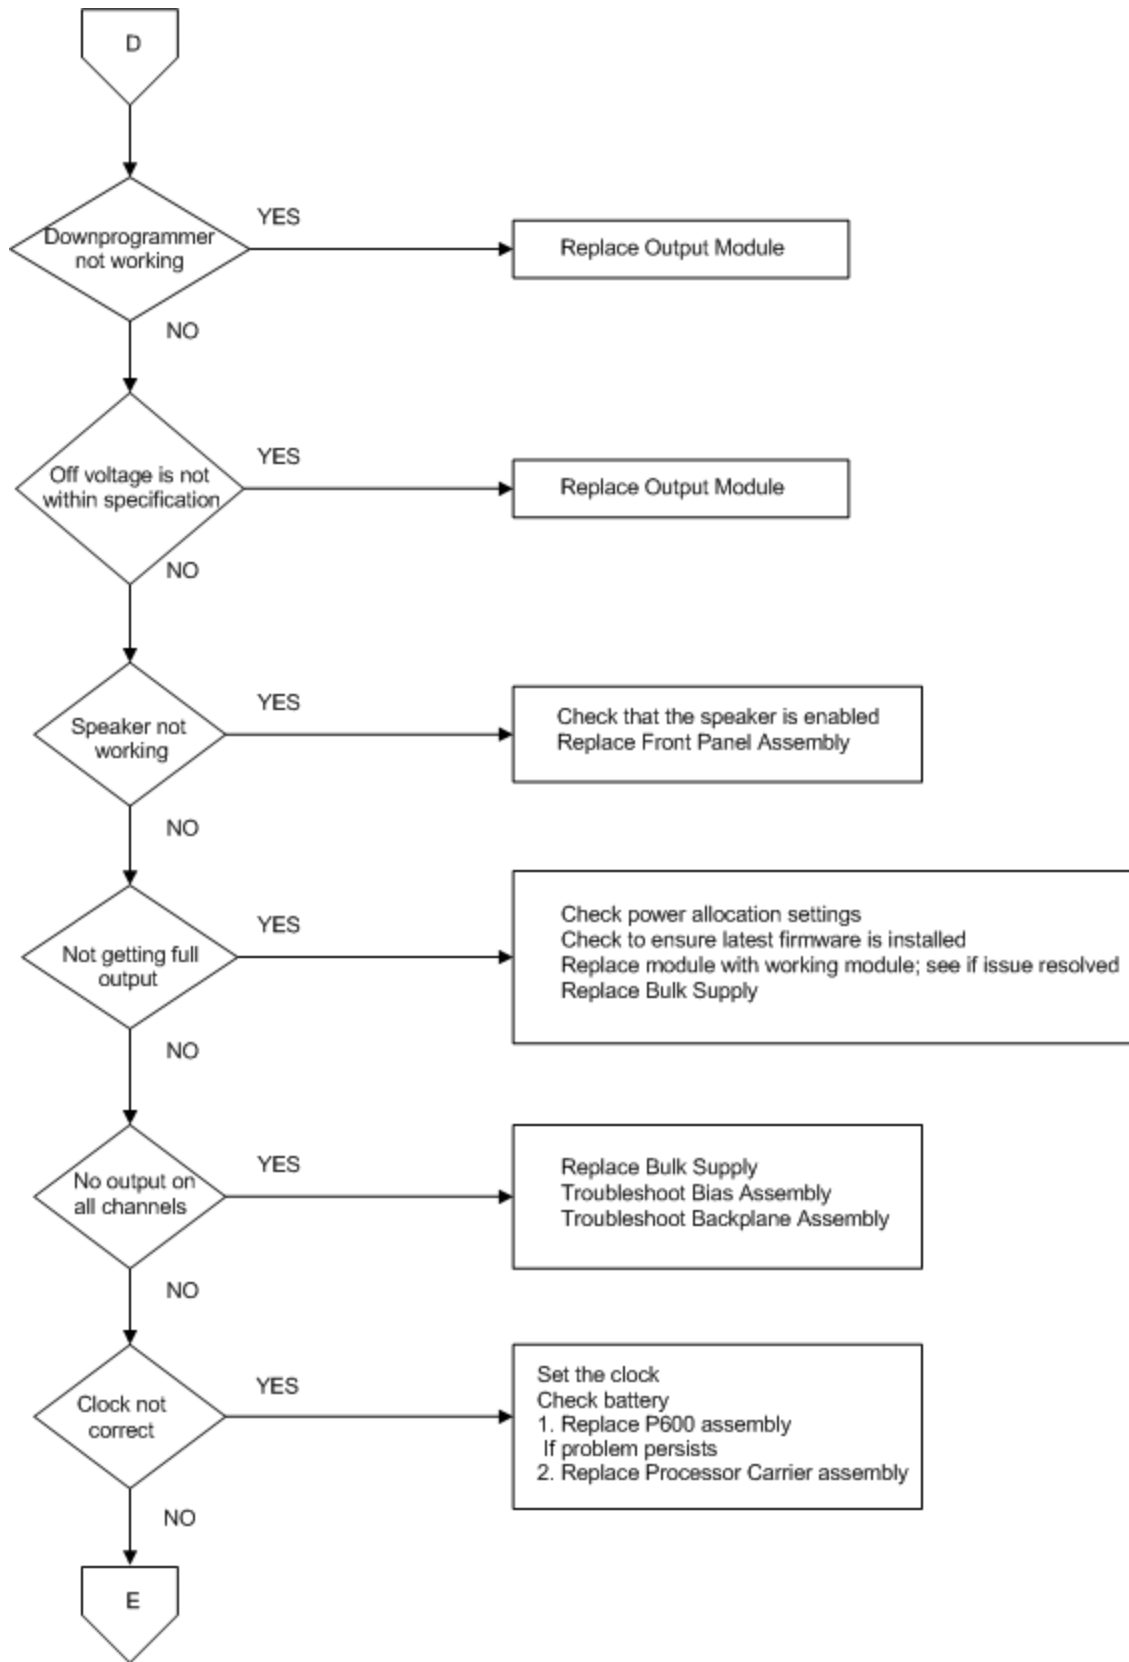 D
Downprogrammer
not working
YES
Replace Output Module
NO
Off voltage is not
within specification
YES
Replace Output Module
NO
Speaker not
working
YES
Check that the speaker is enabled
Replace Front Panel Assembly
NO
Not getting full
output
YES
Check power allocation settings
Check to ensure latest firmware is installed
Replace module with working module; see if issue resolved
Replace Bulk Supply
NO
No output on
all channels
YES
Replace Bulk Supply
Troubleshoot Bias Assembly
Troubleshoot Backplane Assembly
NO
Clock not
correct
YES
Set the clock
Check battery
1. Replace P600 assembly
If problem persists
2. Replace Processor Carrier assembly
NO
E